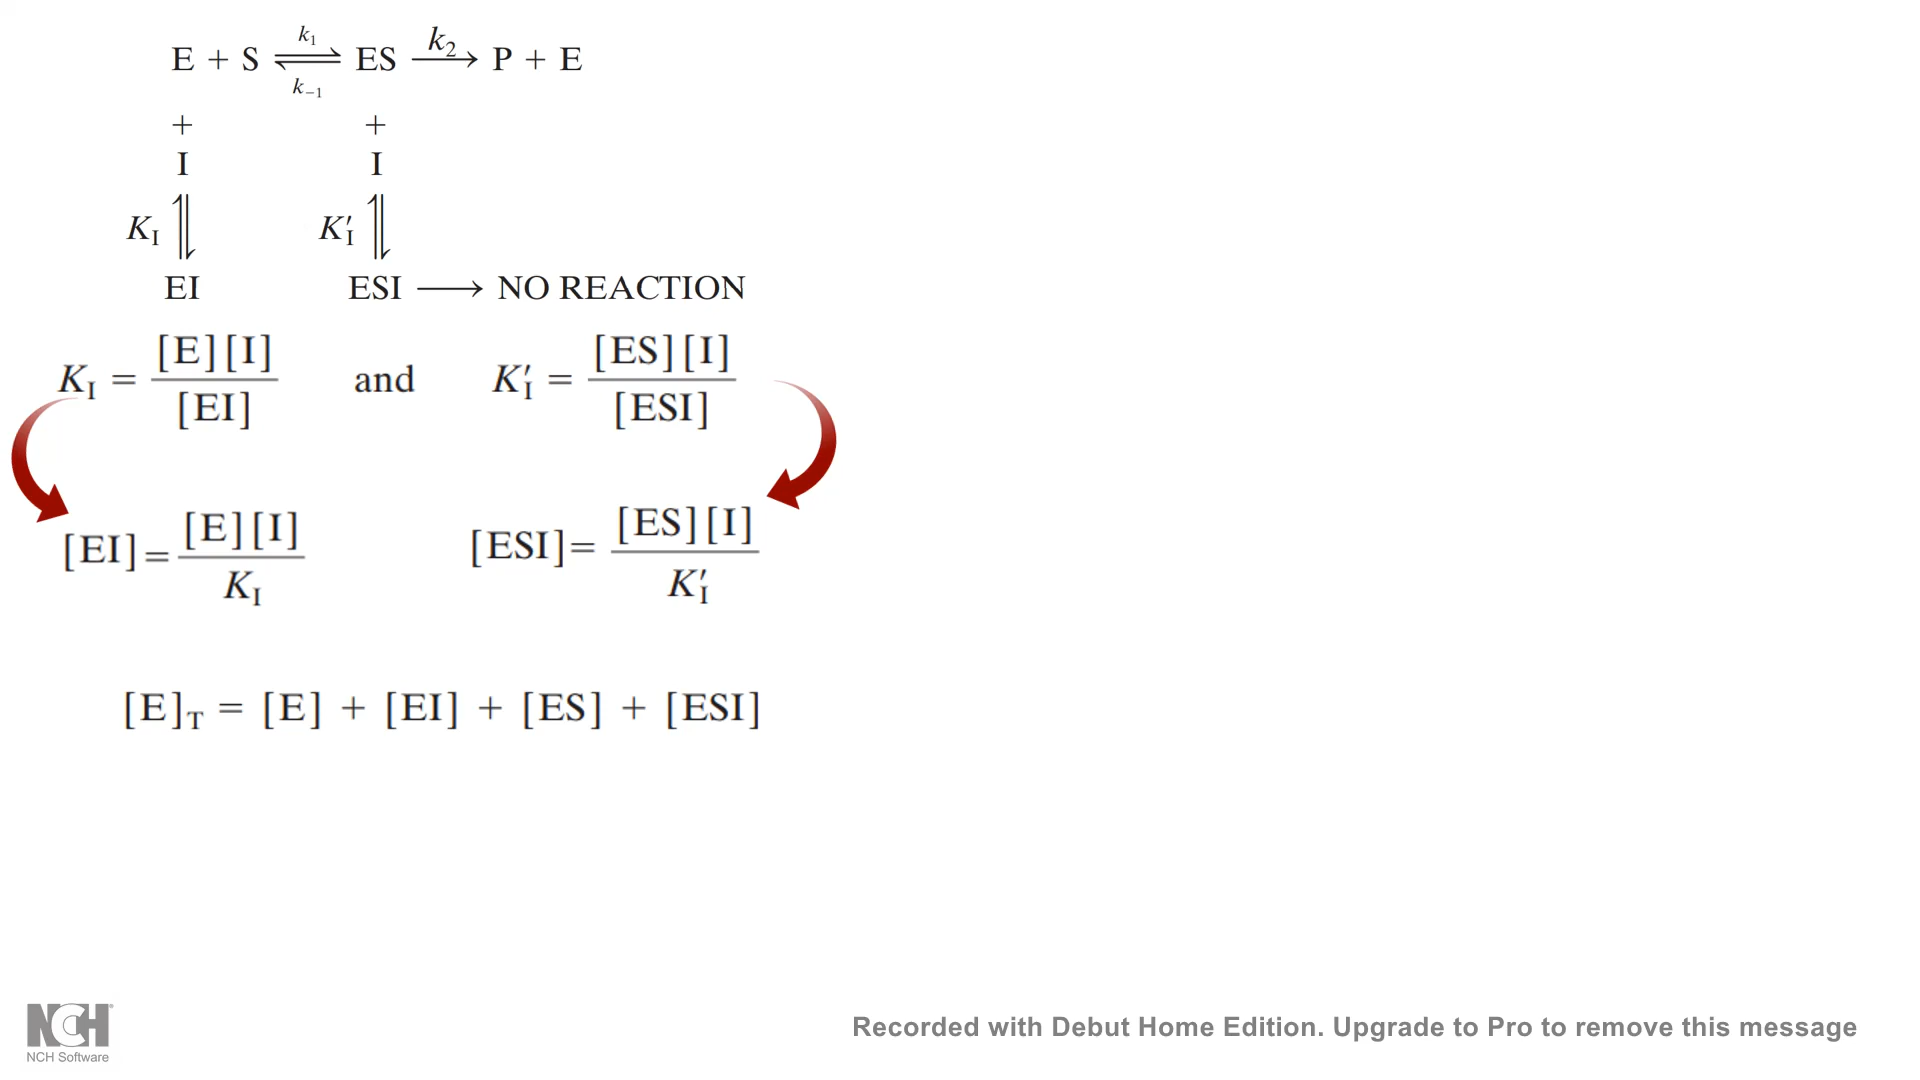 k₁
E + S ⇌ ES → P + E
k₂
k₋₁
+ +
I I
K_I ⇌ K′_I ⇌
EI ESI → NO REACTION
K_I = [E][I] / [EI] and K′_I = [ES][I] / [ESI]
[EI] = [E][I] / K_I [ESI] = [ES][I] / K′_I
[E]_T = [E] + [EI] + [ES] + [ESI]
NCH
NCH Software
Recorded with Debut Home Edition. Upgrade to Pro to remove this message